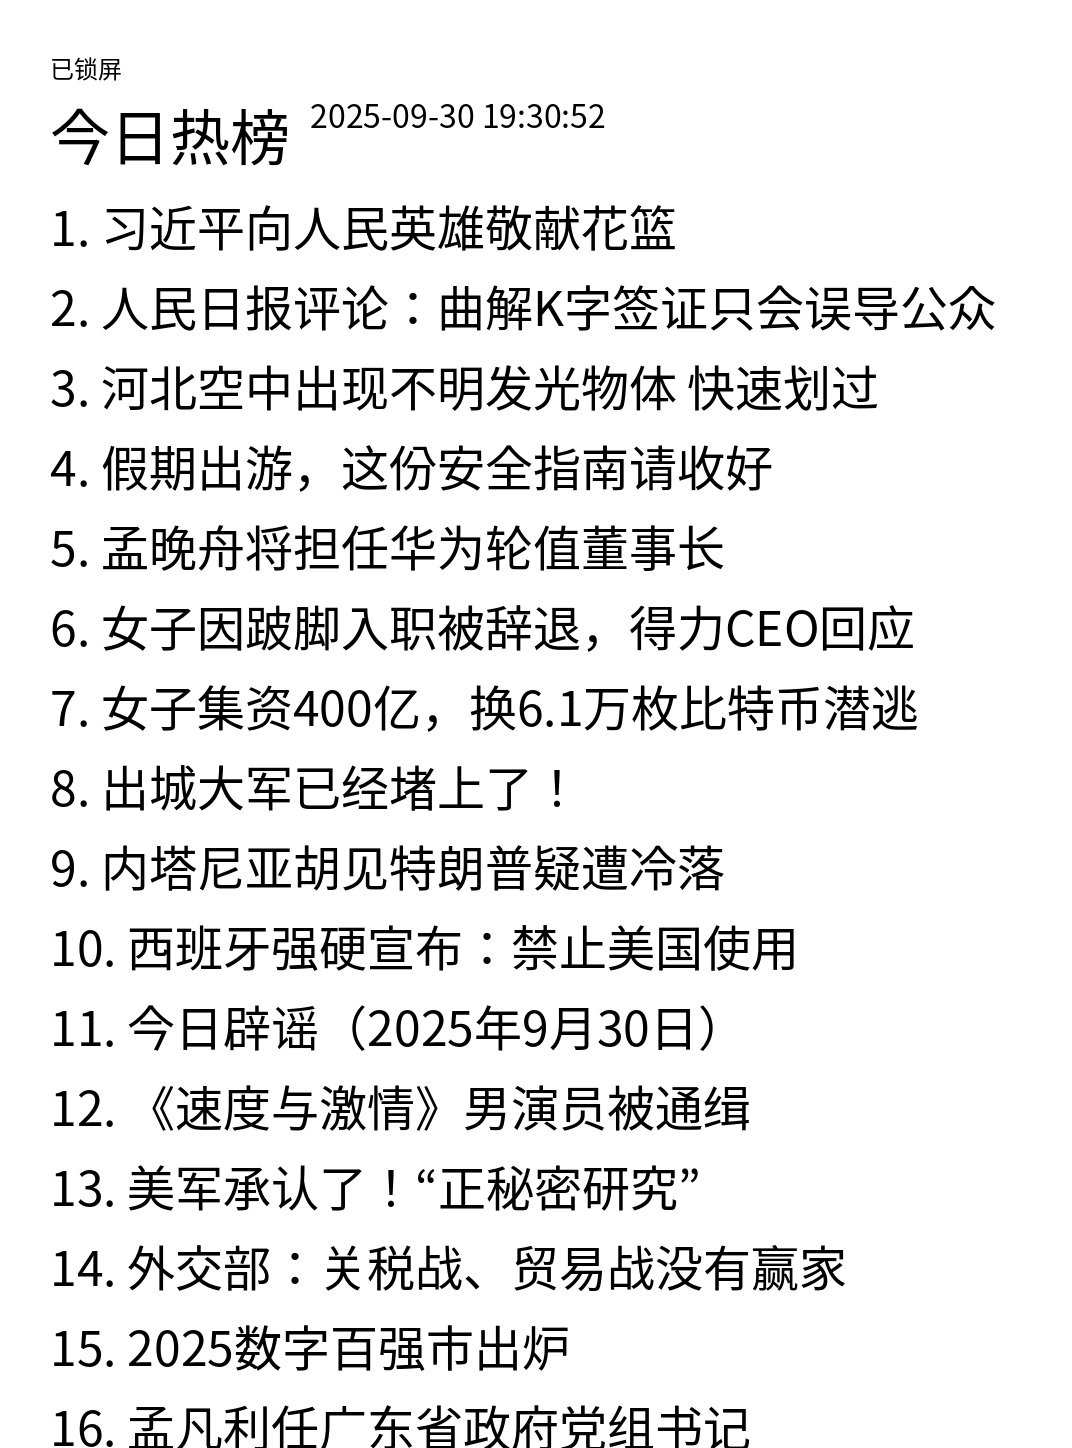 已锁屏
今日热榜 2025-09-30 19:30:52
1. 习近平向人民英雄敬献花篮
2. 人民日报评论：曲解K字签证只会误导公众
3. 河北空中出现不明发光物体 快速划过
4. 假期出游，这份安全指南请收好
5. 孟晚舟将担任华为轮值董事长
6. 女子因跛脚入职被辞退，得力CEO回应
7. 女子集资400亿，换6.1万枚比特币潜逃
8. 出城大军已经堵上了！
9. 内塔尼亚胡见特朗普疑遭冷落
10. 西班牙强硬宣布：禁止美国使用
11. 今日辟谣（2025年9月30日）
12. 《速度与激情》男演员被通缉
13. 美军承认了！“正秘密研究”
14. 外交部：关税战、贸易战没有赢家
15. 2025数字百强市出炉
16. 孟凡利任广东省政府党组书记